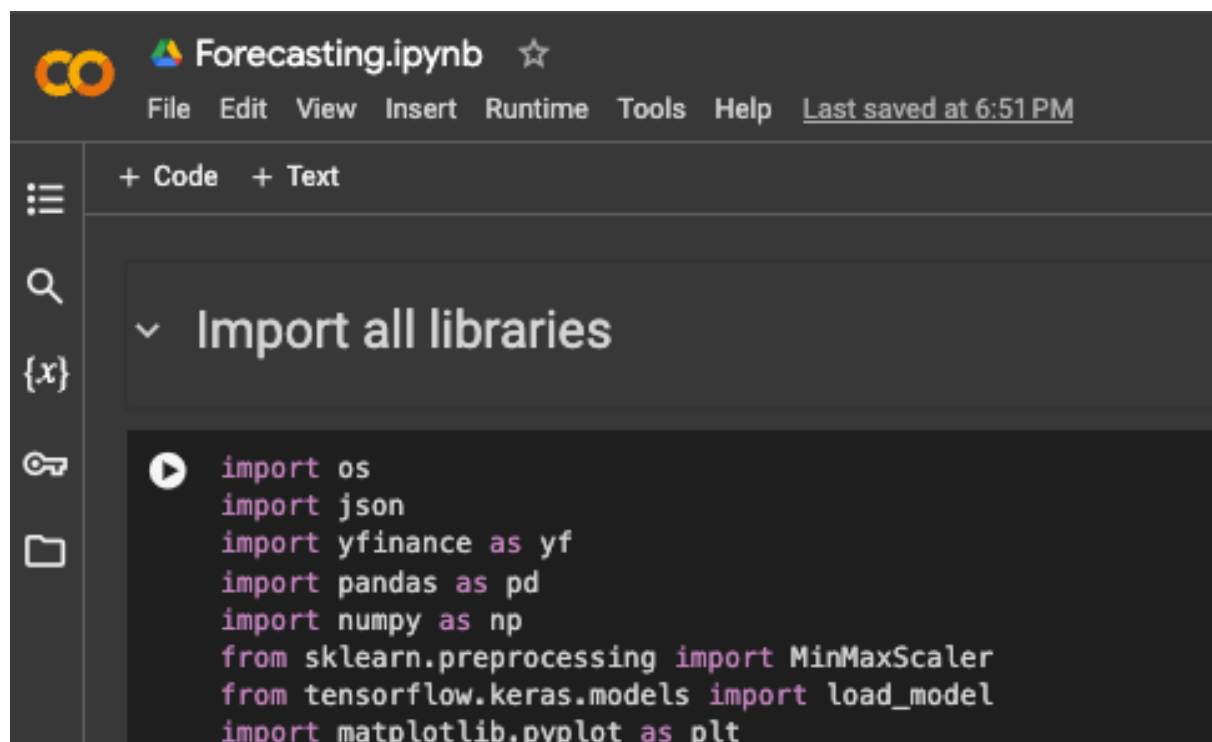 Forecasting.ipynb
File Edit View Insert Runtime Tools Help Last saved at 6:51 PM
+ Code + Text
Import all libraries
{x}
import os
import json
import yfinance as yf
import pandas as pd
import numpy as np
from sklearn.preprocessing import MinMaxScaler
from tensorflow.keras.models import load_model
import matplotlib.pyplot as plt